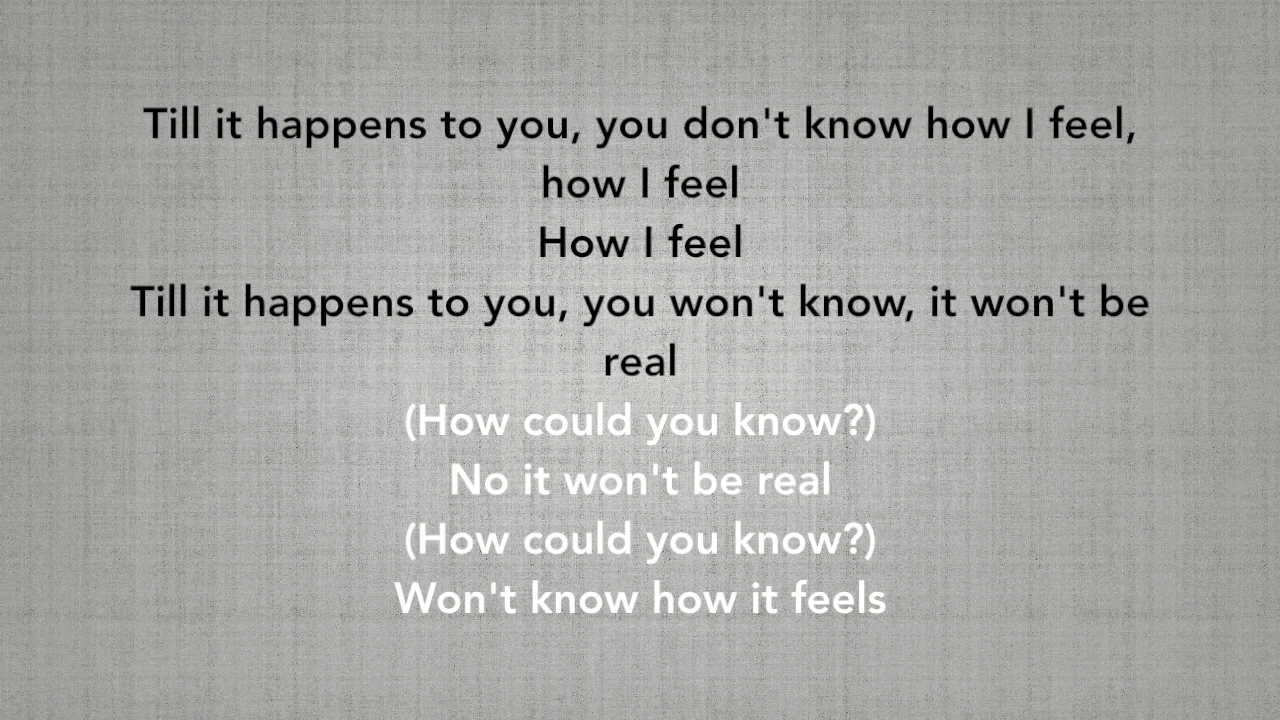 Till it happens to you, you don't know how I feel,
how I feel
How I feel
Till it happens to you, you won't know, it won't be
real
(How could you know?)
No it won't be real
(How could you know?)
Won't know how it feels